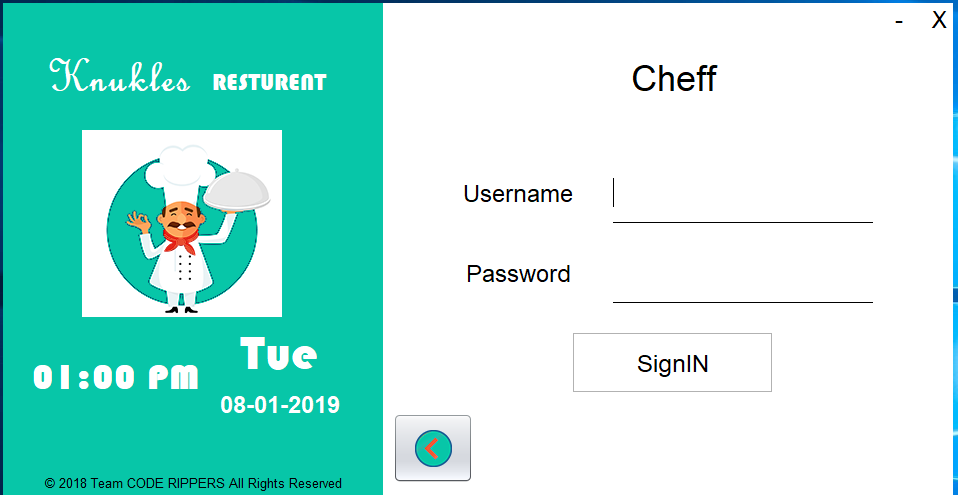 - X
Knukles RESTURENT
Cheff
Username
Password
SignIN
01:00 PM
Tue
08-01-2019
© 2018 Team CODE RIPPERS All Rights Reserved